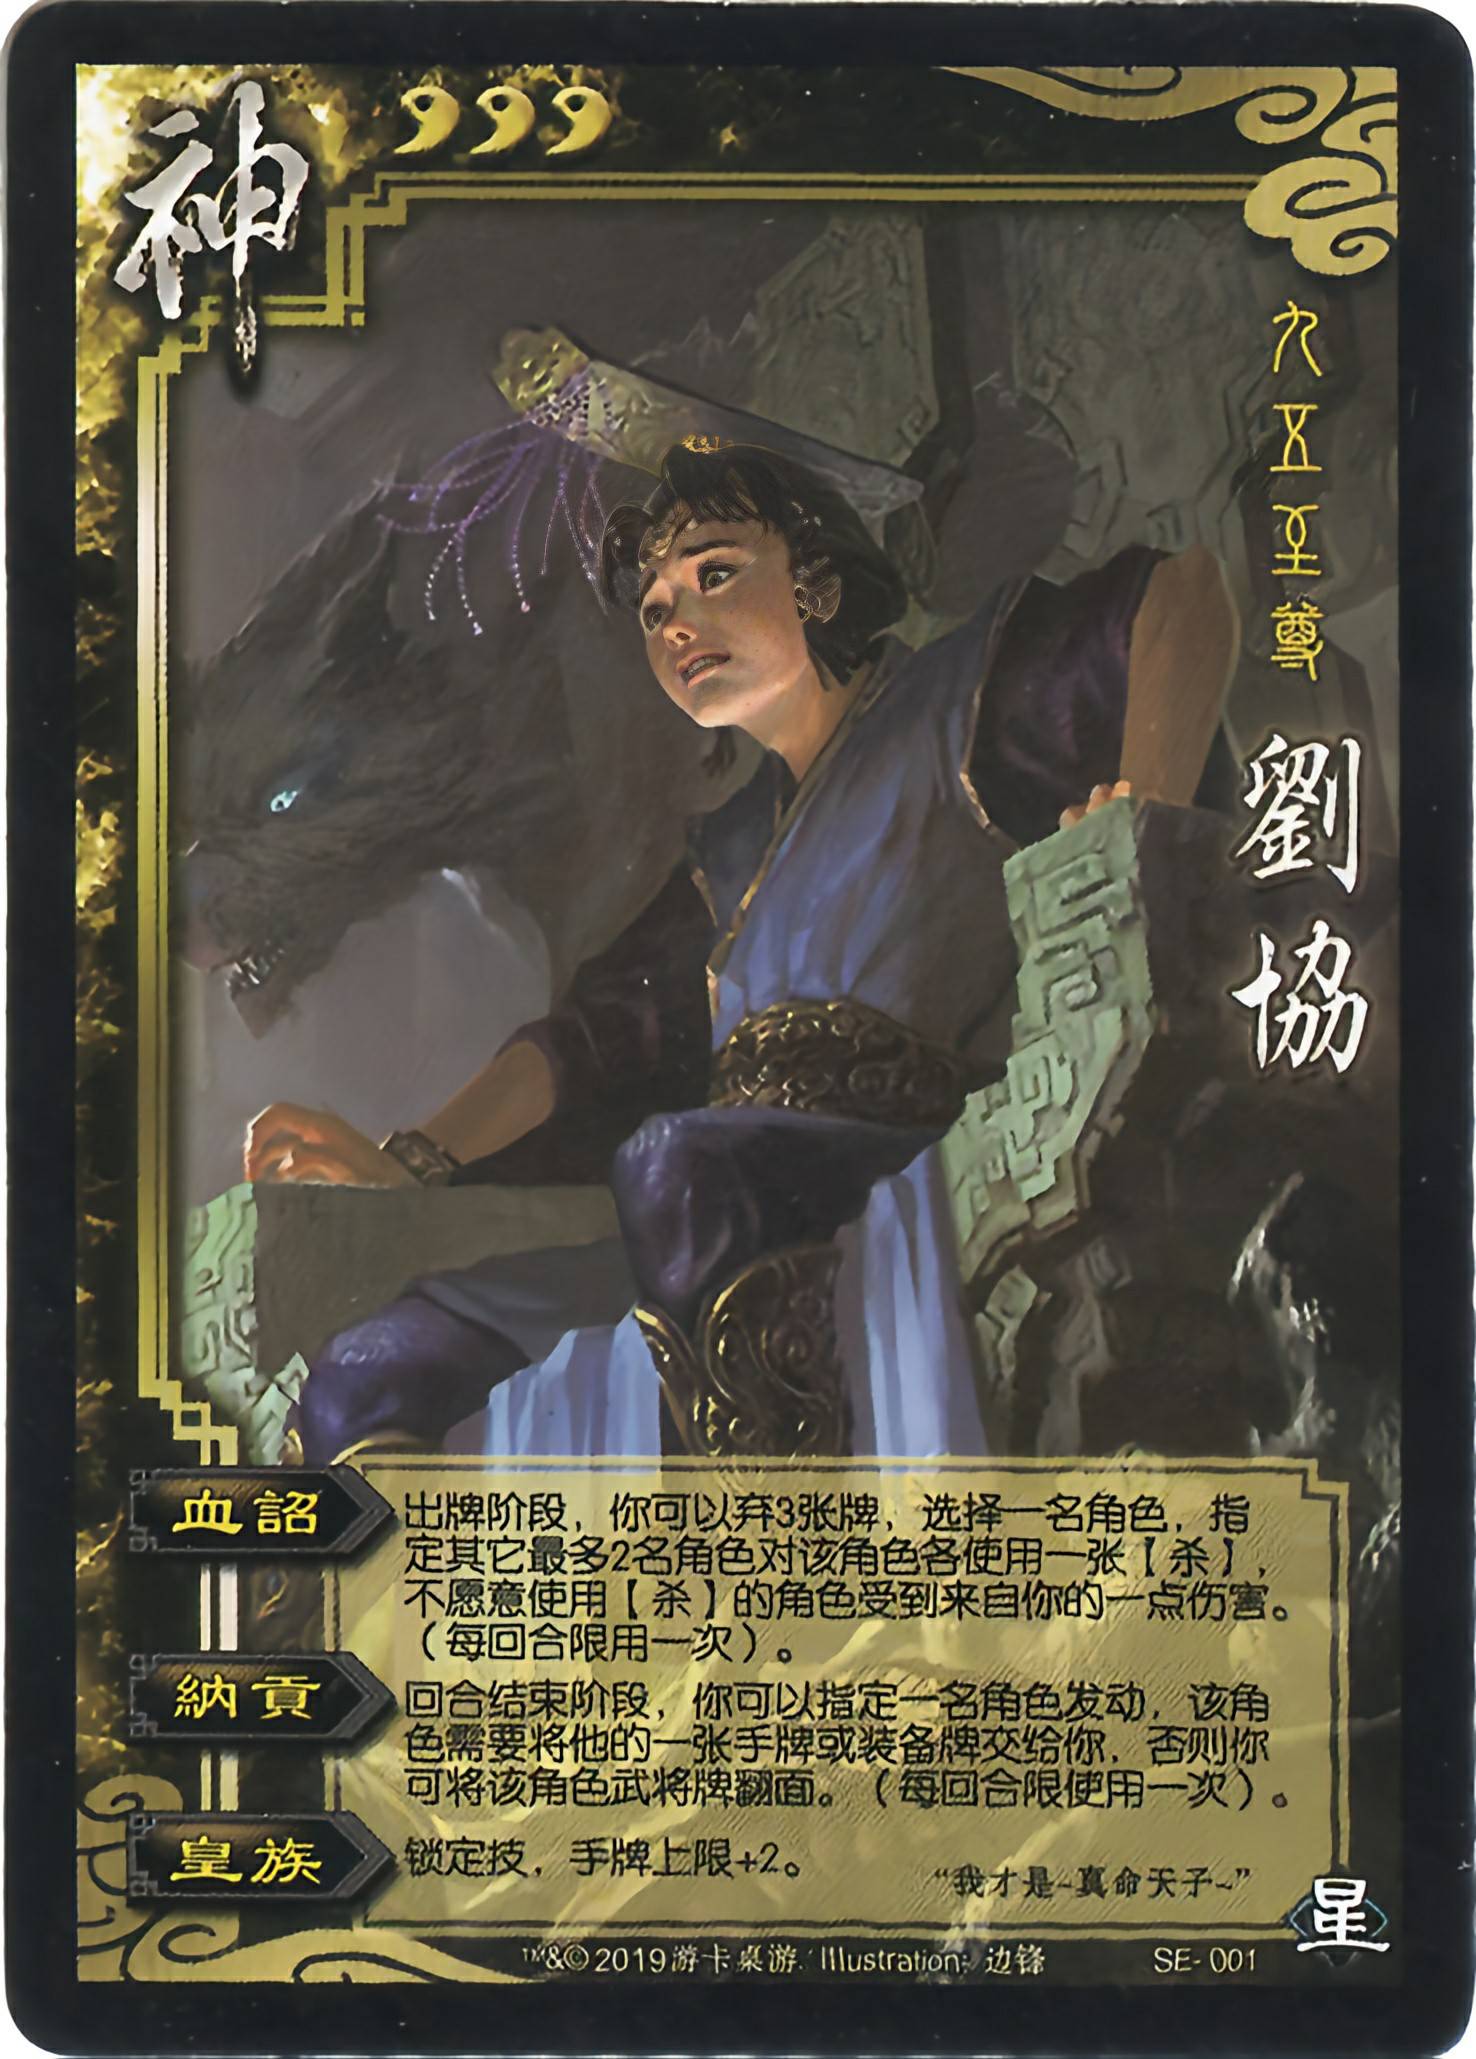 神
九五至尊
劉協
血詔
出牌阶段，你可以弃3张牌，选择一名角色，指
定其它最多2名角色对该角色各使用一张【杀】，
不愿意使用【杀】的角色受到来自你的一点伤害。
（每回合限用一次）。
納貢
回合结束阶段，你可以指定一名角色发动，该角
色需要将他的一张手牌或装备牌交给你，否则你
可将该角色武将牌翻面。（每回合限使用一次）。
皇族
锁定技，手牌上限+2。
“我才是~真命天子~”
™&©2019游卡桌游. Illustration: 边锋
SE- 001
星